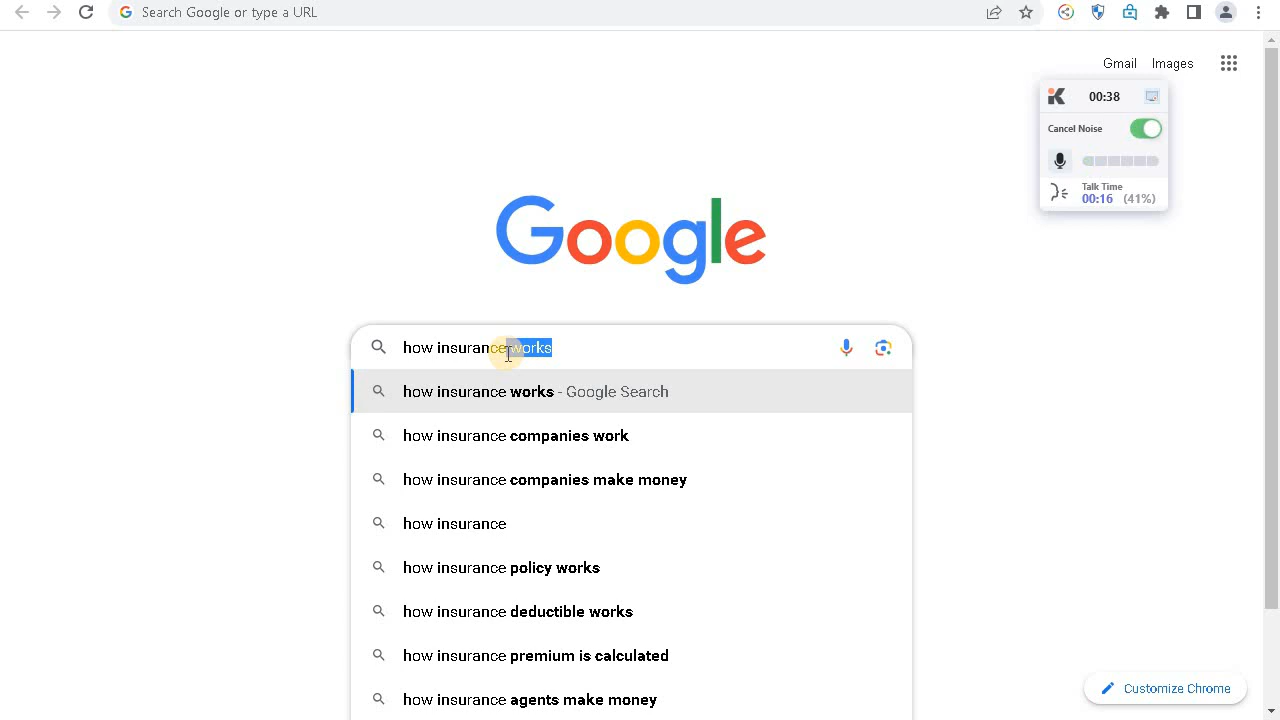 Search Google or type a URL
Gmail Images
00:38
Cancel Noise
Talk Time
00:16 (41%)
Google
how insurance works
how insurance works - Google Search
how insurance companies work
how insurance companies make money
how insurance
how insurance policy works
how insurance deductible works
how insurance premium is calculated
how insurance agents make money
Customize Chrome